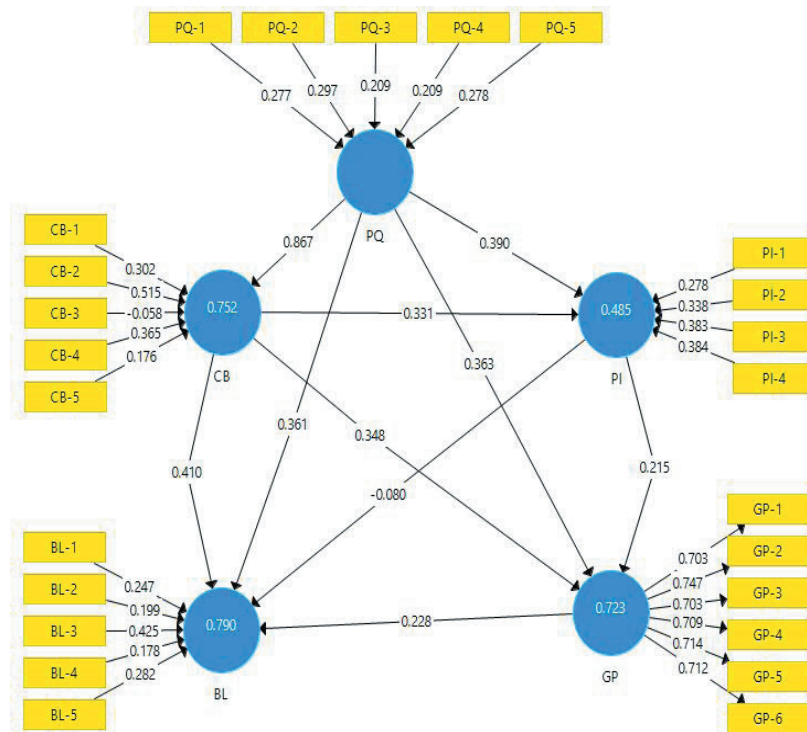 PQ-1 PQ-2 PQ-3 PQ-4 PQ-5
0.277 0.297 0.209 0.209 0.278
PQ
0.867 0.390
CB-1
CB-2
CB-3
CB-4
CB-5
0.302
0.515
-0.058
0.365
0.176
0.752
CB
0.331
0.485
PI
0.278
0.338
0.383
0.384
PI-1
PI-2
PI-3
PI-4
0.363
0.361
0.348
0.410
-0.080
0.215
BL-1
BL-2
BL-3
BL-4
BL-5
0.247
0.199
0.425
0.178
0.282
0.790
BL
0.228
0.723
GP
0.703
0.747
0.703
0.709
0.714
0.712
GP-1
GP-2
GP-3
GP-4
GP-5
GP-6